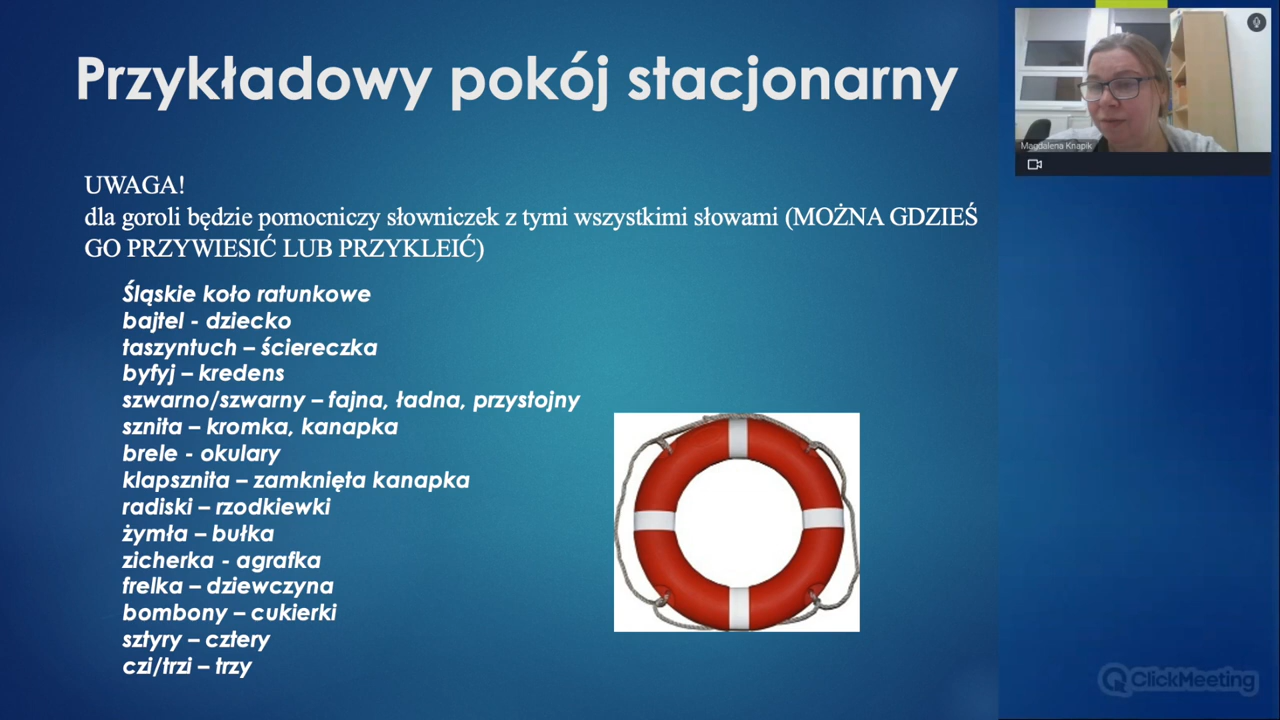 Przykładowy pokój stacjonarny
UWAGA!
dla goroli będzie pomocniczy słowniczek z tymi wszystkimi słowami (MOŻNA GDZIEŚ
GO PRZYWIESIĆ LUB PRZYKLEIĆ)
Śląskie koło ratunkowe
bajtel - dziecko
taszyntuch – ściereczka
byfyj – kredens
szwarno/szwarny – fajna, ładna, przystojny
sznita – kromka, kanapka
brele - okulary
klapsznita – zamknięta kanapka
radiski – rzodkiewki
żymła – bułka
zicherka - agrafka
frelka – dziewczyna
bombony – cukierki
sztyry – cztery
czi/trzi – trzy
Magdalena Knapik
ClickMeeting